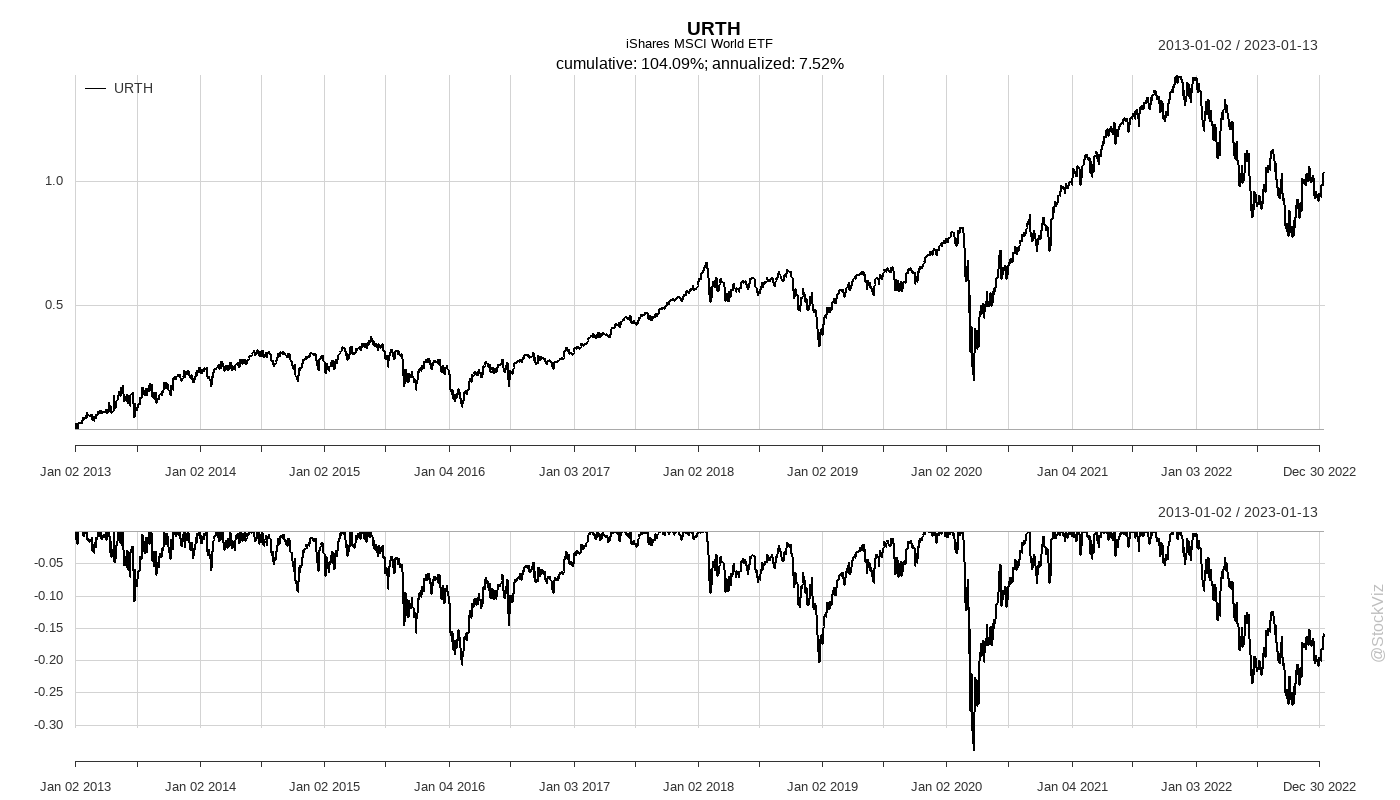 URTH
iShares MSCI World ETF
2013-01-02 / 2023-01-13
cumulative: 104.09%; annualized: 7.52%
URTH
1.0
0.5
Jan 02 2013 Jan 02 2014 Jan 02 2015 Jan 04 2016 Jan 03 2017 Jan 02 2018 Jan 02 2019 Jan 02 2020 Jan 04 2021 Jan 03 2022 Dec 30 2022
2013-01-02 / 2023-01-13
-0.05
-0.10
-0.15
-0.20
-0.25
-0.30
Jan 02 2013 Jan 02 2014 Jan 02 2015 Jan 04 2016 Jan 03 2017 Jan 02 2018 Jan 02 2019 Jan 02 2020 Jan 04 2021 Jan 03 2022 Dec 30 2022
@StockViz